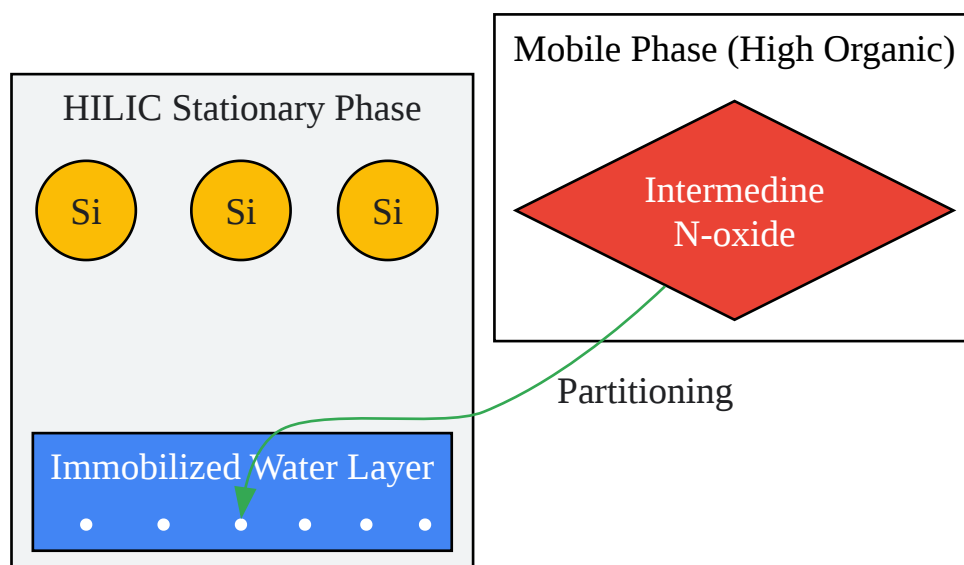 HILIC Stationary Phase
Si
Si
Si
Immobilized Water Layer
Mobile Phase (High Organic)
Intermedine
N-oxide
Partitioning